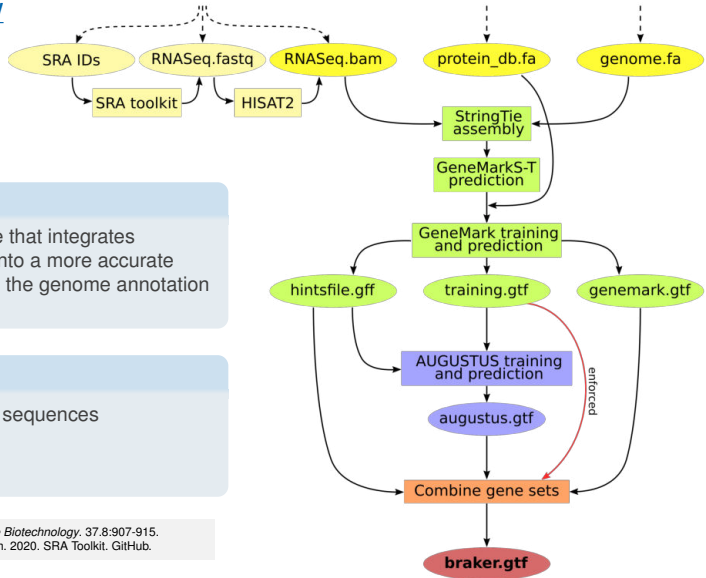 SRA IDs
RNASeq.fastq
RNASeq.bam
protein_db.fa
genome.fa
SRA toolkit
HISAT2
StringTie
assembly
GeneMarkS-T
prediction
GeneMark training
and prediction
hintsfile.gff
training.gtf
genemark.gtf
AUGUSTUS training
and prediction
enforced
augustus.gtf
Combine gene sets
braker.gtf
e that integrates
nto a more accurate
the genome annotation
sequences
Biotechnology. 37.8:907-915.
n. 2020. SRA Toolkit. GitHub.